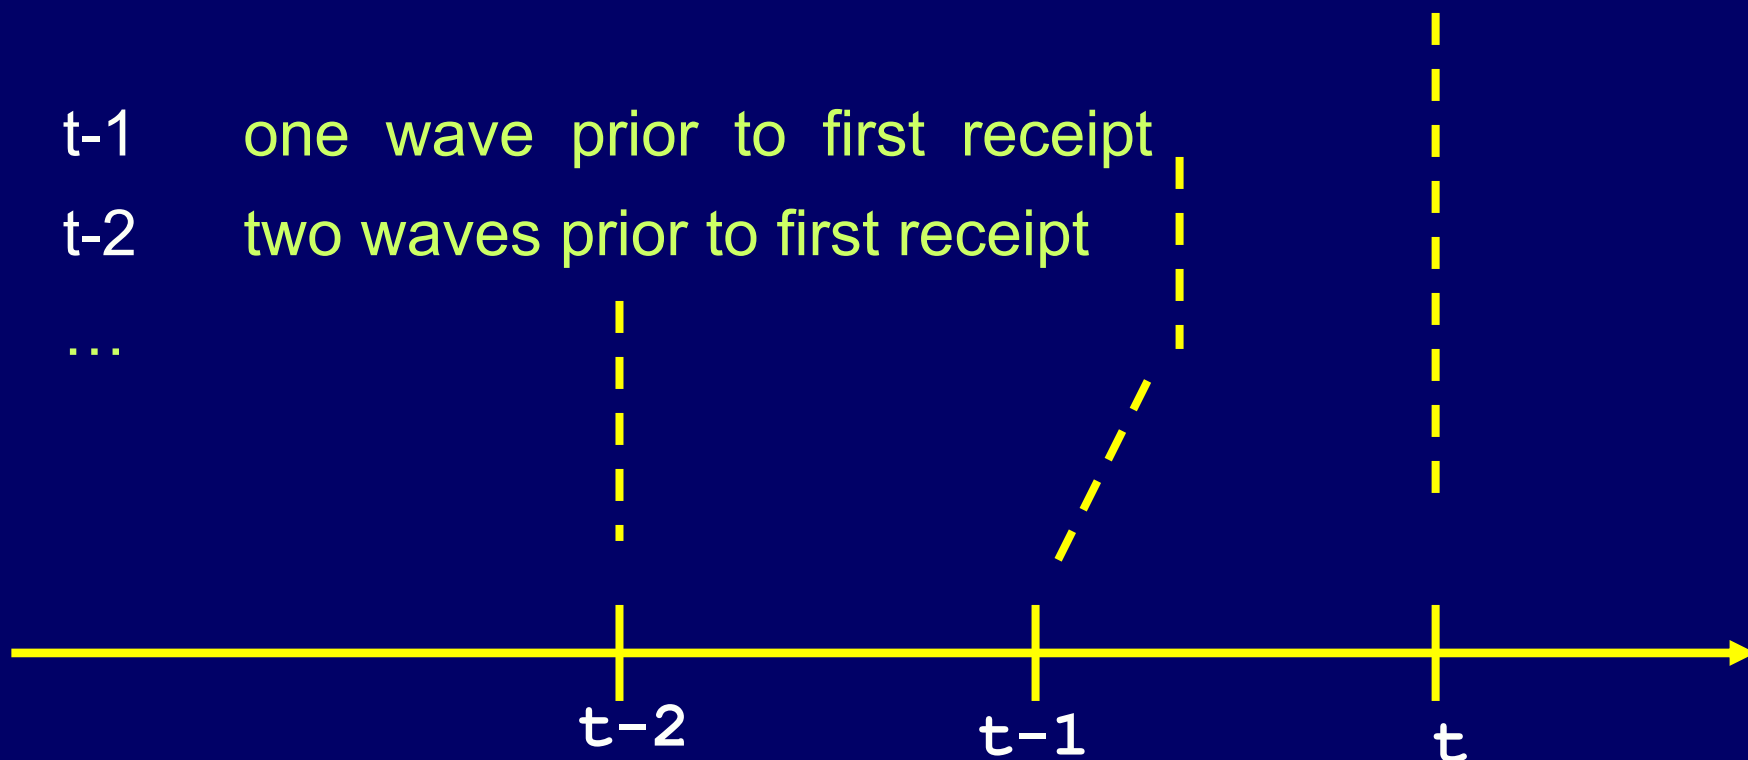 t-1 one wave prior to first receipt
t-2 two waves prior to first receipt
…
t-2 t-1 t